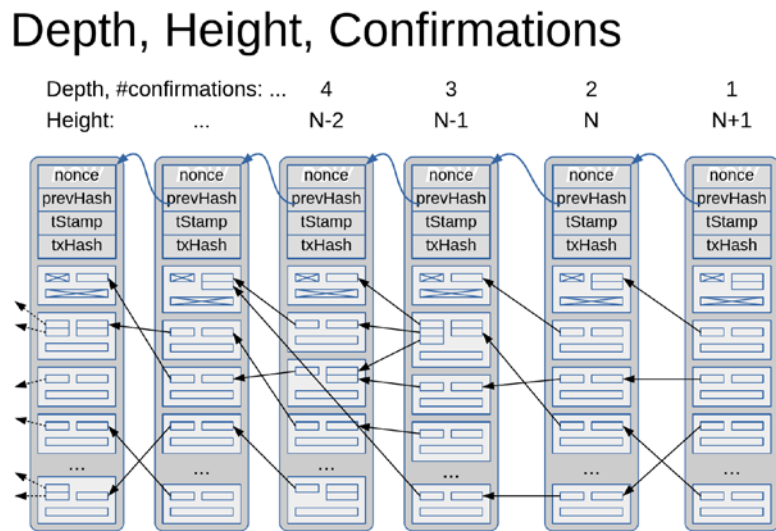 Depth, Height, Confirmations
Depth, #confirmations: ... 4 3 2 1
Height: ... N-2 N-1 N N+1
nonce nonce nonce nonce nonce nonce
prevHash prevHash prevHash prevHash prevHash prevHash
tStamp tStamp tStamp tStamp tStamp tStamp
txHash txHash txHash txHash txHash txHash
... ... ... ... ... ...